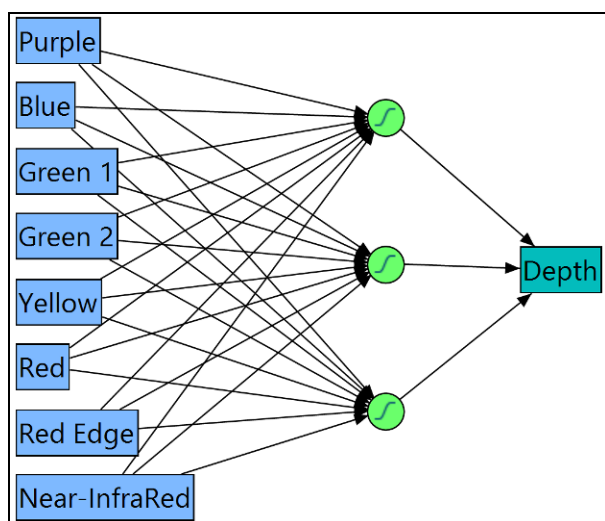 Purple
Blue
Green 1
Green 2
Yellow
Red
Red Edge
Near-InfraRed
Depth